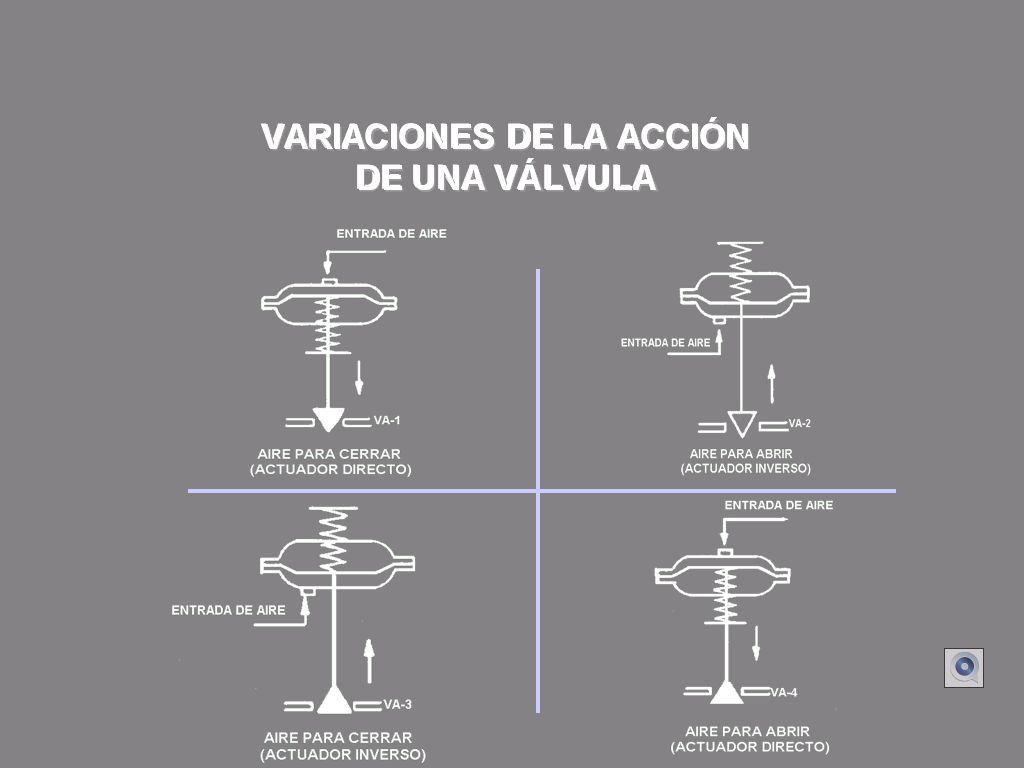 VARIACIONES DE LA ACCIÓN
DE UNA VÁLVULA
ENTRADA DE AIRE
VA-1
AIRE PARA CERRAR
(ACTUADOR DIRECTO)
ENTRADA DE AIRE
VA-2
AIRE PARA ABRIR
(ACTUADOR INVERSO)
ENTRADA DE AIRE
VA-3
AIRE PARA CERRAR
(ACTUADOR INVERSO)
ENTRADA DE AIRE
VA-4
AIRE PARA ABRIR
(ACTUADOR DIRECTO)